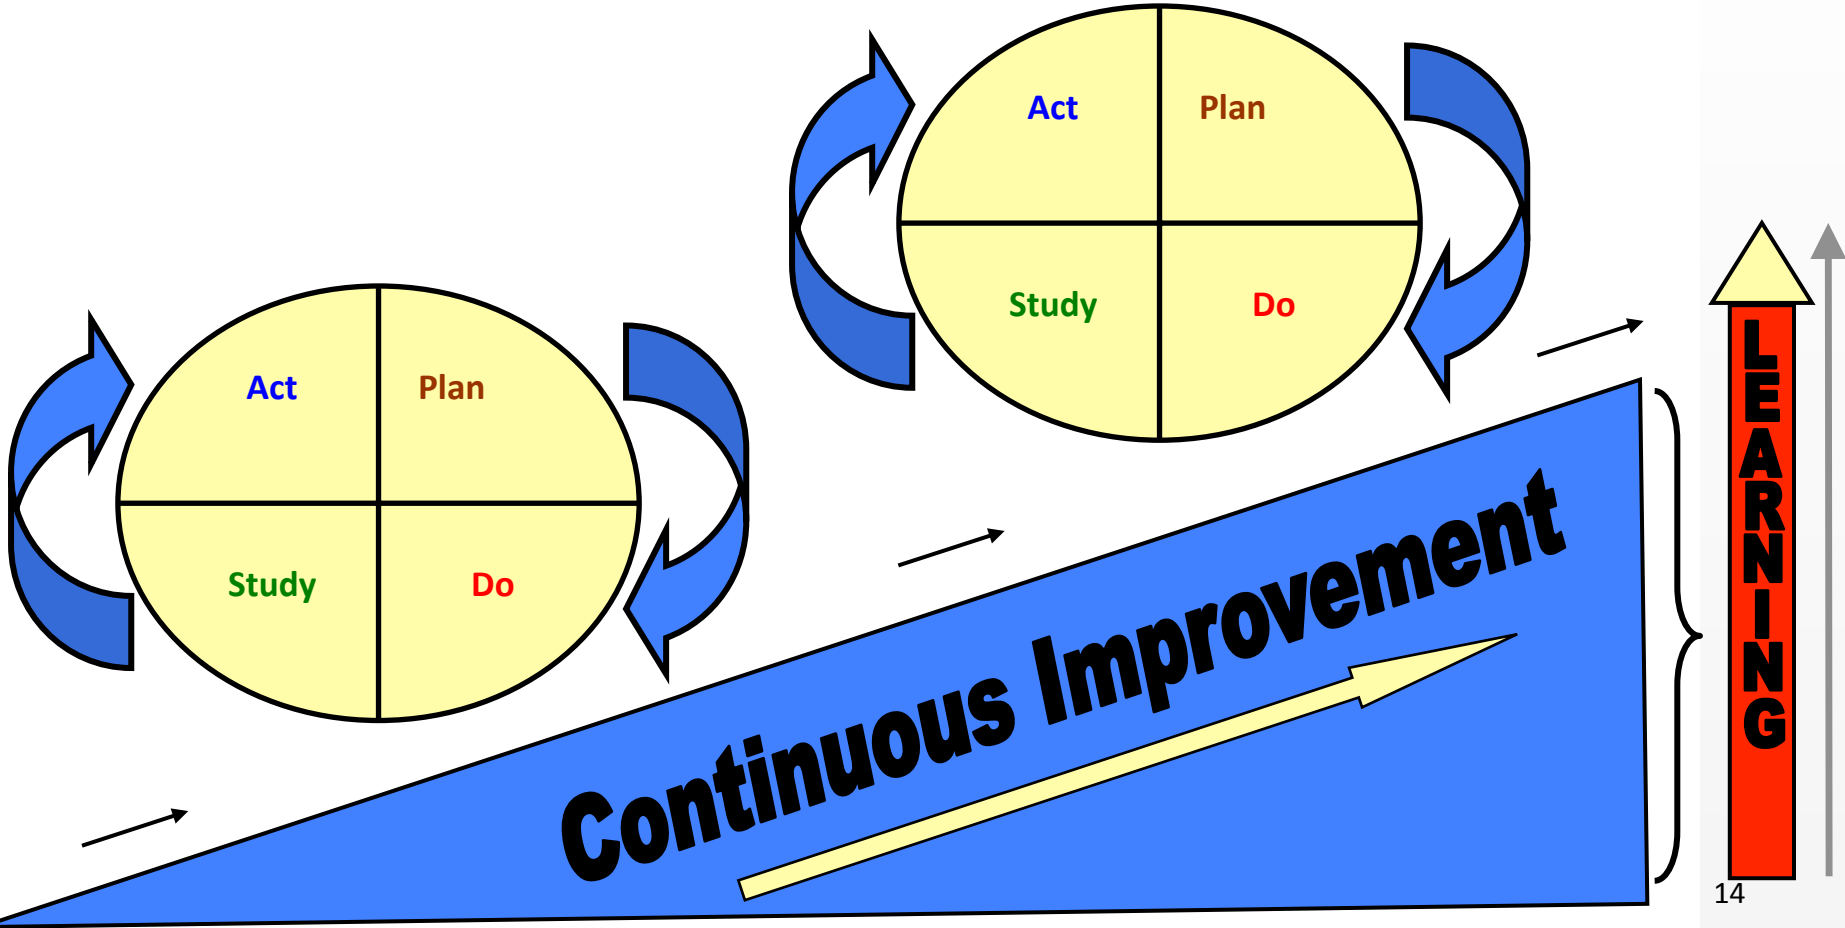 Act Plan
Study Do
Act Plan
Study Do
Continuous Improvement
LEARNING
14